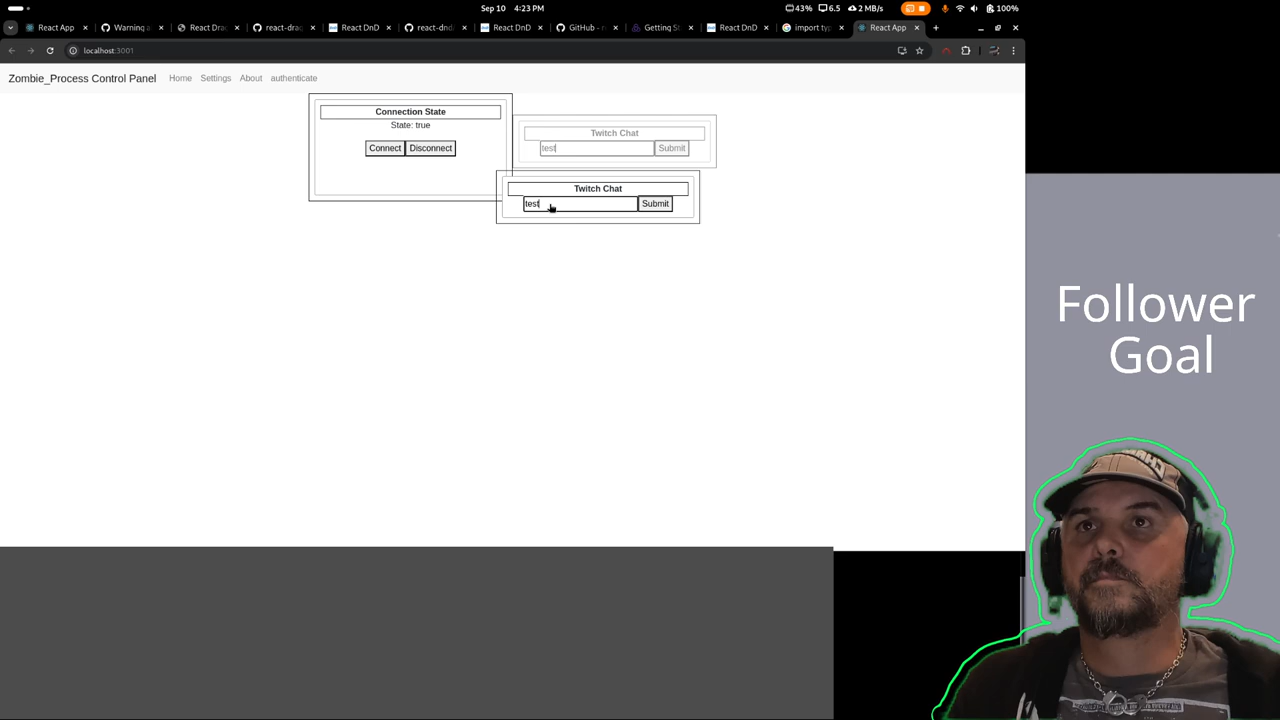 Sep 10 4:23 PM
43% 6.5 2 MB/s 100%
React App
Warning
React Dra
react-drag
React DnD
react-dnd
React DnD
GitHub - r
Getting St
React DnD
import typ
React App
localhost:3001
Zombie_Process Control Panel Home Settings About authenticate
Connection State
State: true
Connect Disconnect
Twitch Chat
test Submit
Twitch Chat
test Submit
Follower
Goal